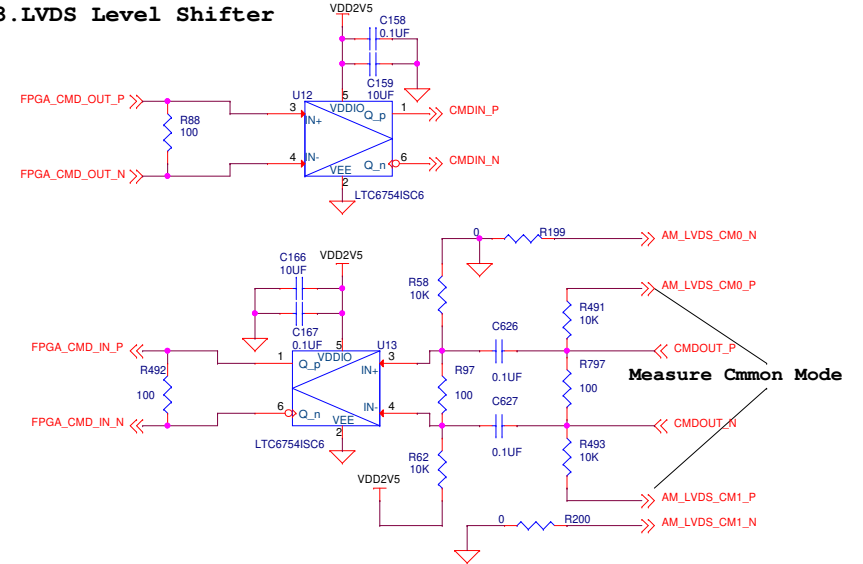 3.LVDS Level Shifter
VDD2V5
C158
0.1UF
C159
10UF
U12
FPGA_CMD_OUT_P
R88
100
FPGA_CMD_OUT_N
3
IN+
4
IN-
5
VDDIO
Q_p
1
CMDIN_P
Q_n
6
CMDIN_N
VEE
2
LTC6754ISC6
0
R199
AM_LVDS_CM0_N
C166
10UF
VDD2V5
R58
10K
AM_LVDS_CM0_P
R491
10K
C167
0.1UF
5
U13
C626
0.1UF
FPGA_CMD_IN_P
1
Q_p
VDDIO
IN+
3
CMDOUT_P
R492
100
R97
100
R797
100
Measure Cmmon Mode
C627
0.1UF
FPGA_CMD_IN_N
6
Q_n
IN-
4
VEE
2
CMDOUT_N
LTC6754ISC6
R62
10K
R493
10K
VDD2V5
AM_LVDS_CM1_P
0
R200
AM_LVDS_CM1_N